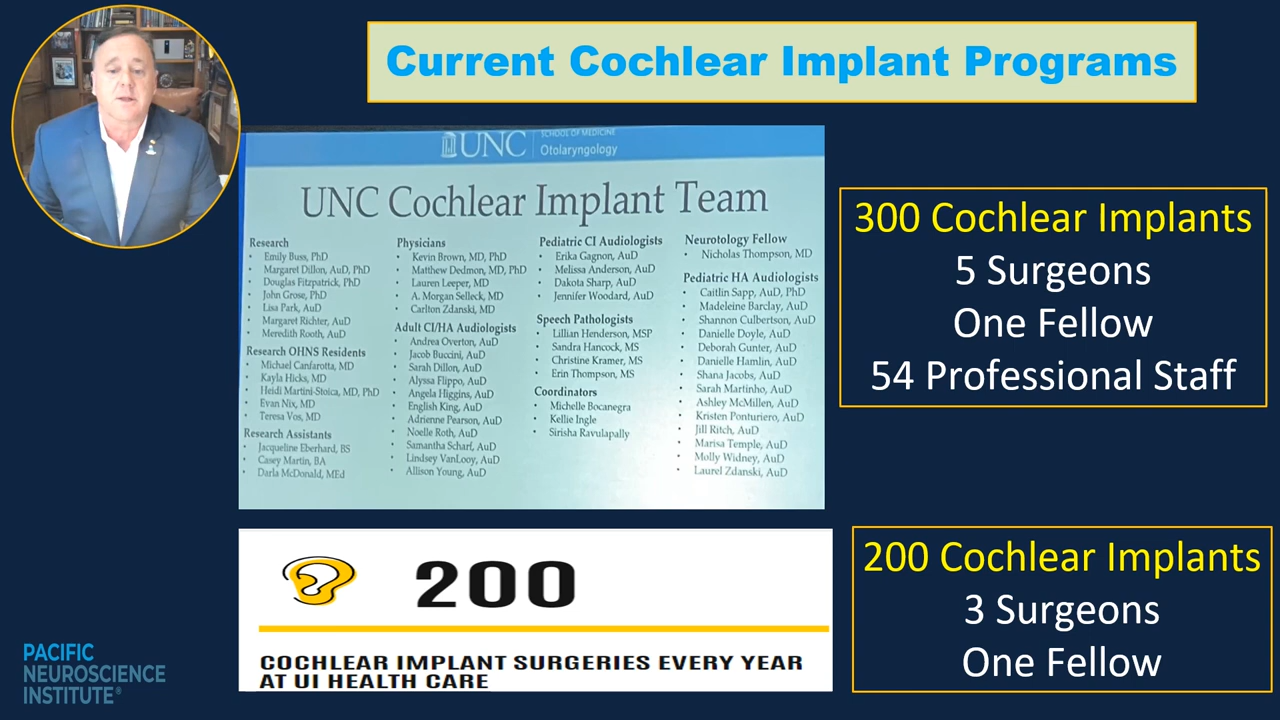 Current Cochlear Implant Programs
UNC
SCHOOL OF MEDICINE
Otolaryngology
UNC Cochlear Implant Team
Research
• Emily Buss, PhD
• Margaret Dillon, AuD, PhD
• Douglas Fitzpatrick, PhD
• John Grose, PhD
• Lisa Park, AuD
• Margaret Richter, AuD
• Meredith Rooth, AuD
Research OHNS Residents
• Michael Canfarotta, MD
• Kayla Hicks, MD
• Heidi Martini-Stoica, MD, PhD
• Evan Nix, MD
• Teresa Vos, MD
Research Assistants
• Jacqueline Eberhard, BS
• Casey Martin, BA
• Darla McDonald, MEd
Physicians
• Kevin Brown, MD, PhD
• Matthew Dedmon, MD, PhD
• Lauren Leeper, MD
• A. Morgan Selleck, MD
• Carlton Zdanski, MD
Adult CI/HA Audiologists
• Andrea Overton, AuD
• Jacob Buccini, AuD
• Sarah Dillon, AuD
• Alyssa Flippo, AuD
• Angela Higgins, AuD
• English King, AuD
• Adrienne Pearson, AuD
• Noelle Roth, AuD
• Samantha Scharf, AuD
• Lindsey VanLooy, AuD
• Allison Young, AuD
Pediatric CI Audiologists
• Erika Gagnon, AuD
• Melissa Anderson, AuD
• Dakota Sharp, AuD
• Jennifer Woodard, AuD
Speech Pathologists
• Lillian Henderson, MSP
• Sandra Hancock, MS
• Christine Kramer, MS
• Erin Thompson, MS
Coordinators
• Michelle Bocanegra
• Kellie Ingle
• Sirisha Ravulapally
Neurotology Fellow
• Nicholas Thompson, MD
Pediatric HA Audiologists
• Caitlin Sapp, AuD, PhD
• Madeleine Barclay, AuD
• Shannon Culbertson, AuD
• Danielle Doyle, AuD
• Deborah Gunter, AuD
• Danielle Hamlin, AuD
• Shana Jacobs, AuD
• Sarah Martinho, AuD
• Ashley McMillen, AuD
• Kristen Ponturiero, AuD
• Jill Ritch, AuD
• Marisa Temple, AuD
• Molly Widney, AuD
• Laurel Zdanski, AuD
300 Cochlear Implants
5 Surgeons
One Fellow
54 Professional Staff
200
COCHLEAR IMPLANT SURGERIES EVERY YEAR
AT UI HEALTH CARE
200 Cochlear Implants
3 Surgeons
One Fellow
PACIFIC
NEUROSCIENCE
INSTITUTE®